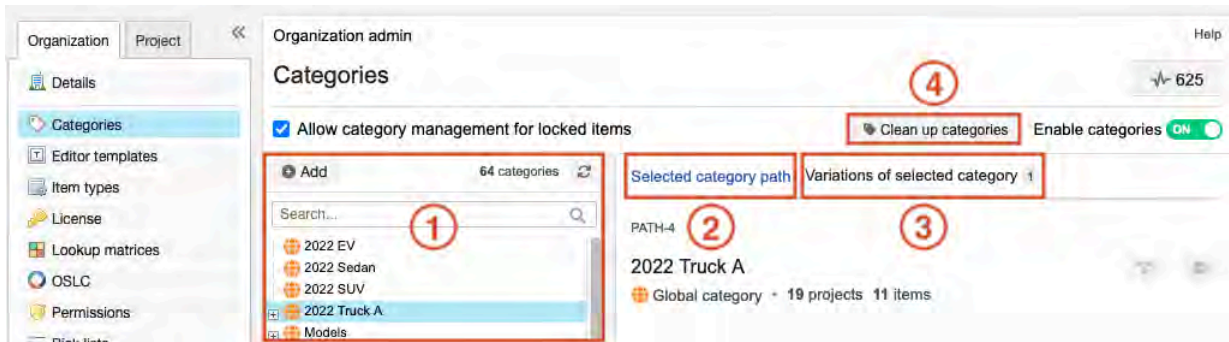 Organization
Project
«
Details
Categories
Editor templates
Item types
License
Lookup matrices
OSLC
Permissions
Risk lists
Organization admin
Help
Categories
625
4
Allow category management for locked items
Clean up categories
Enable categories ON
Add
64 categories
Search...
1
2022 EV
2022 Sedan
2022 SUV
2022 Truck A
Models
Selected category path
Variations of selected category 1
2
3
PATH-4
2022 Truck A
Global category • 19 projects 11 items